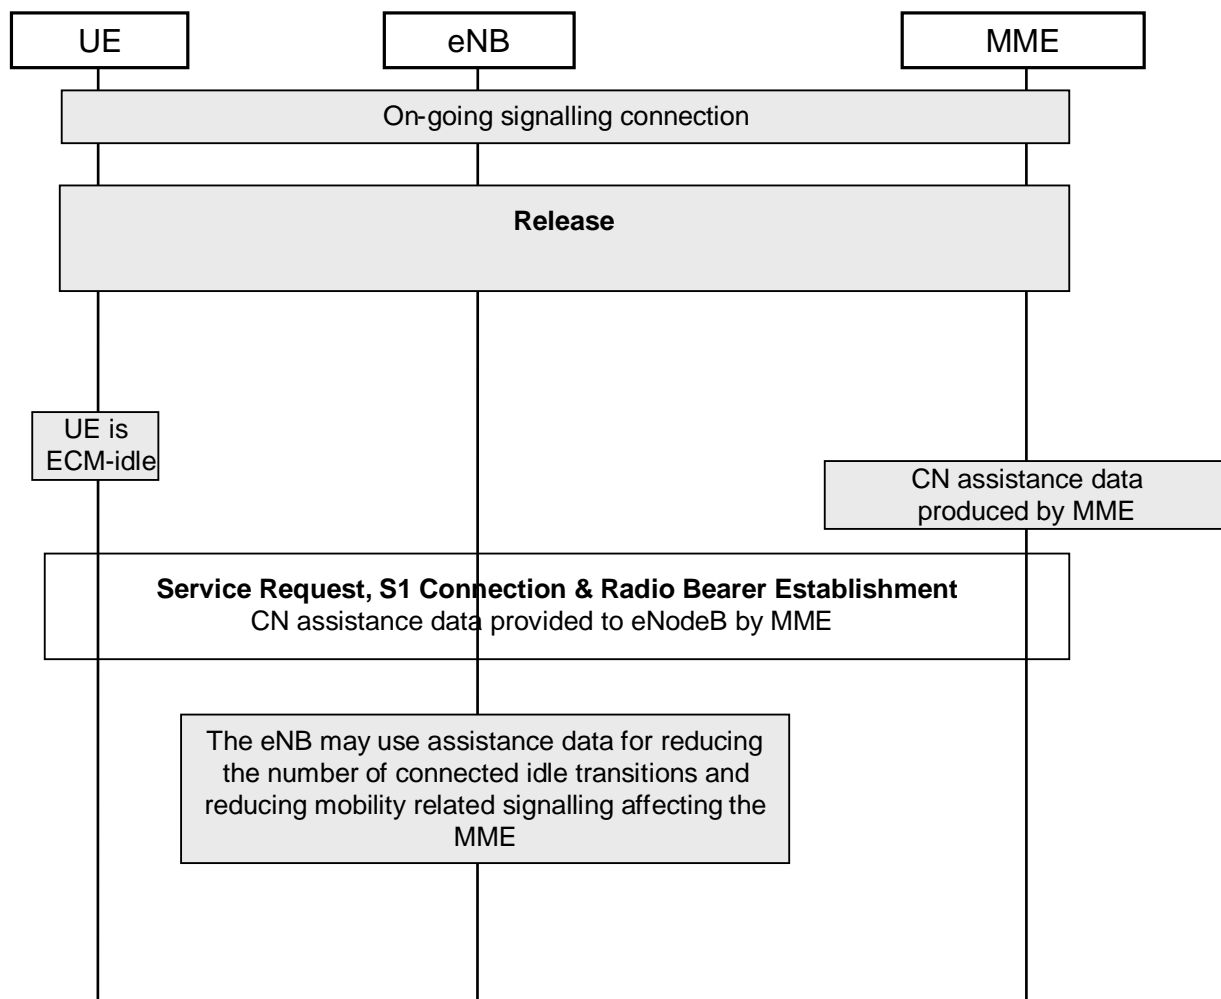 UE
eNB
MME
On-going signalling connection
Release
UE is
ECM-idle
CN assistance data
produced by MME
Service Request, S1 Connection & Radio Bearer Establishment
CN assistance data provided to eNodeB by MME
The eNB may use assistance data for reducing
the number of connected idle transitions and
reducing mobility related signalling affecting the
MME